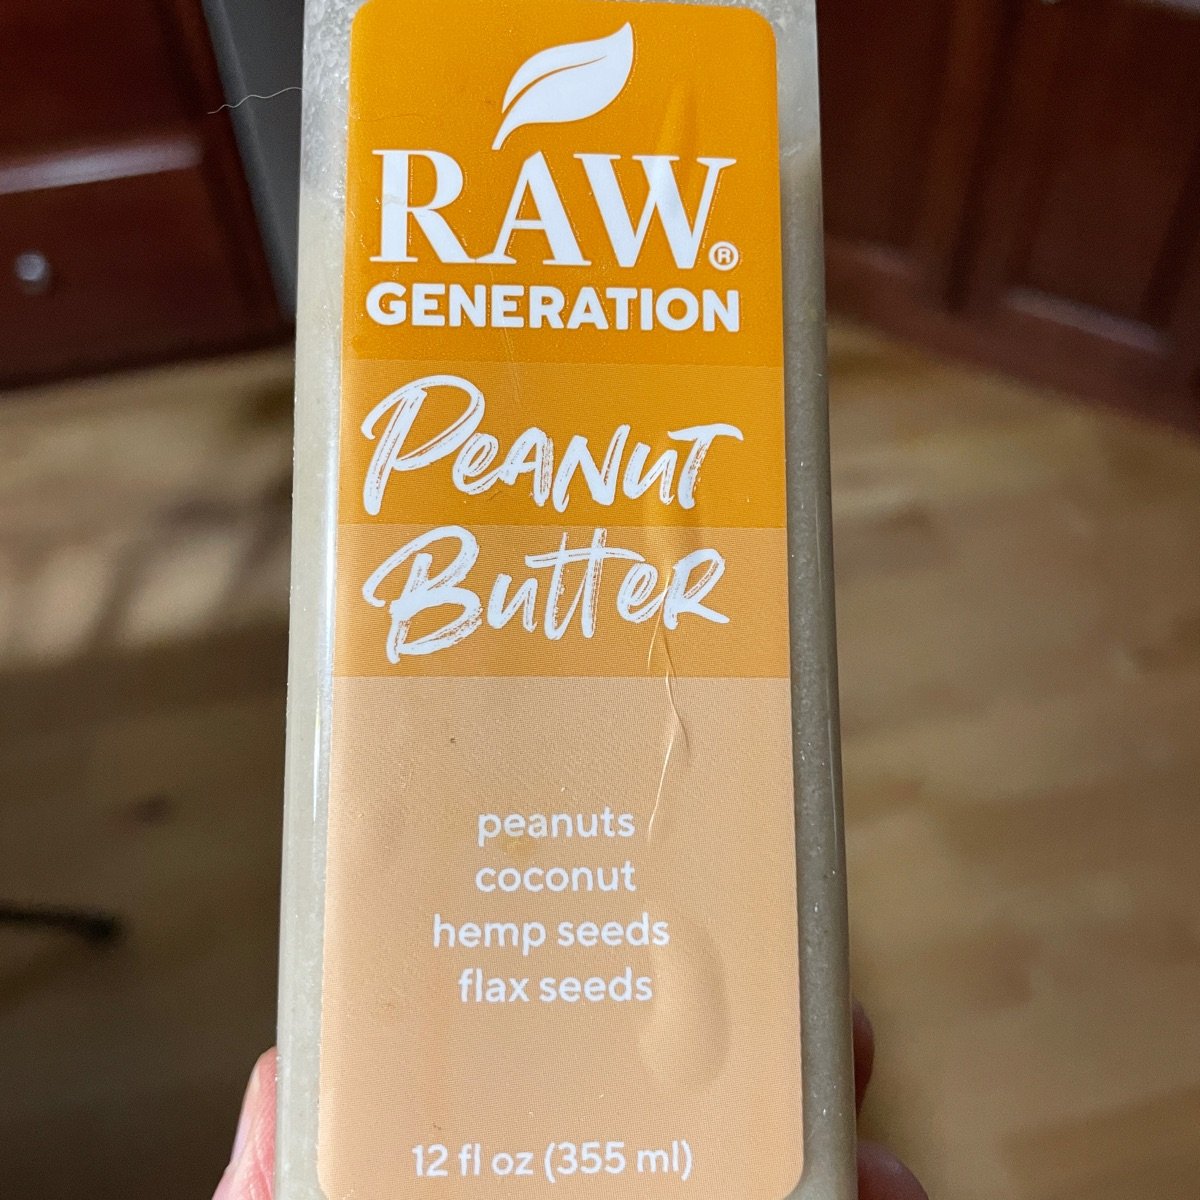 RAW®
GENERATION
Peanut
Butter
peanuts
coconut
hemp seeds
flax seeds
12 fl oz (355 ml)